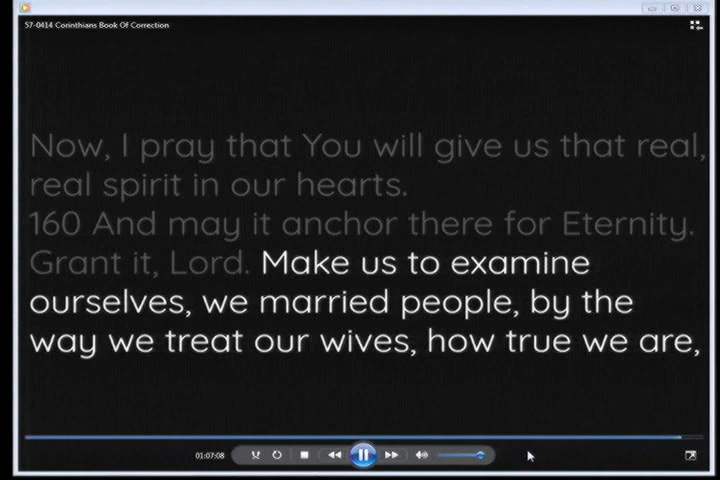 57-0414 Corinthians Book Of Correction
Now, I pray that You will give us that real,
real spirit in our hearts.
160 And may it anchor there for Eternity.
Grant it, Lord. Make us to examine
ourselves, we married people, by the
way we treat our wives, how true we are,
01:07:08